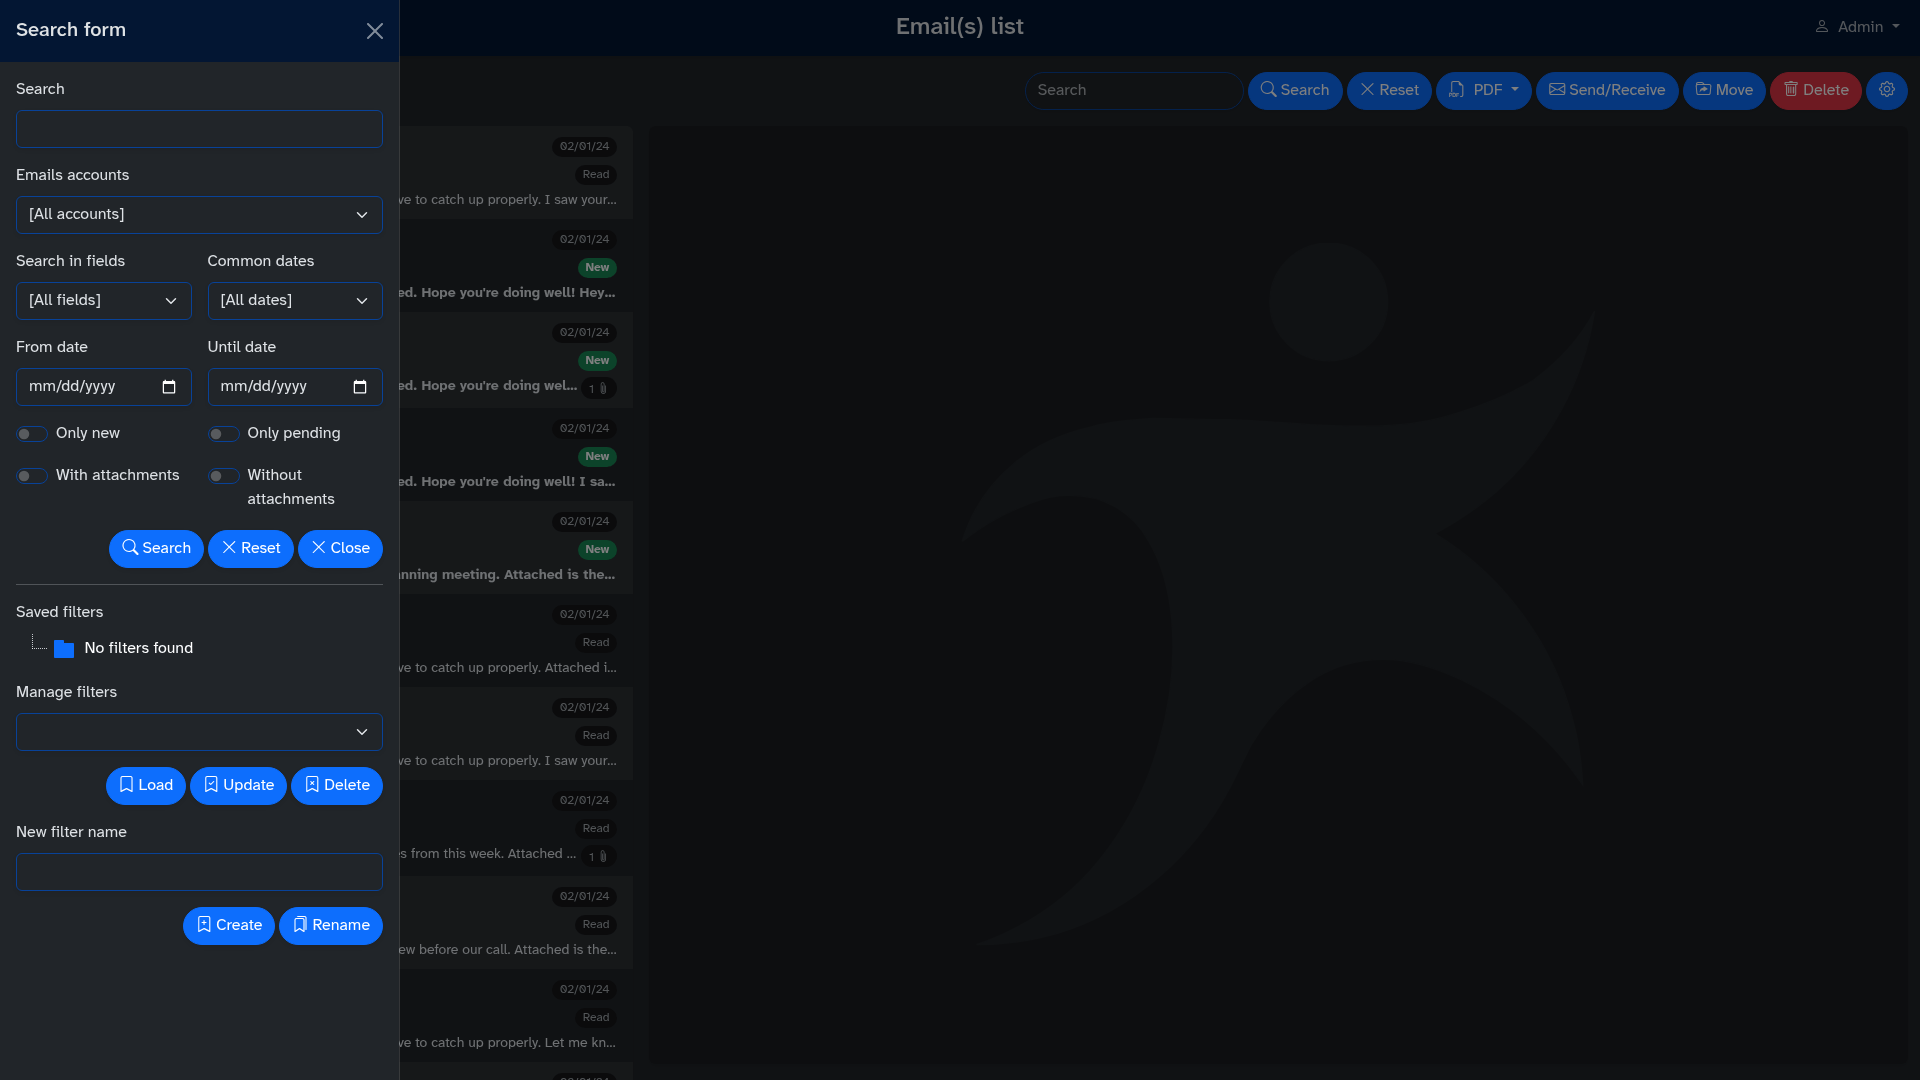 Search form
Search
Emails accounts
[All accounts]
Search in fields
Common dates
[All fields]
[All dates]
From date
Until date
mm/dd/yyyy
mm/dd/yyyy
Only new
Only pending
With attachments
Without
attachments
Search
Reset
Close
Saved filters
No filters found
Manage filters
Load
Update
Delete
New filter name
Create
Rename
Email(s) list
Admin
Search
Search
Reset
PDF
Send/Receive
Move
Delete
02/01/24
Read
ve to catch up properly. I saw your...
02/01/24
New
ed. Hope you're doing well! Hey...
02/01/24
New
ed. Hope you're doing wel...
1
02/01/24
New
ed. Hope you're doing well! I sa...
02/01/24
New
anning meeting. Attached is the...
02/01/24
Read
ve to catch up properly. Attached i...
02/01/24
Read
ve to catch up properly. I saw your...
02/01/24
Read
es from this week. Attached ...
1
02/01/24
Read
ew before our call. Attached is the...
02/01/24
Read
ve to catch up properly. Let me kn...